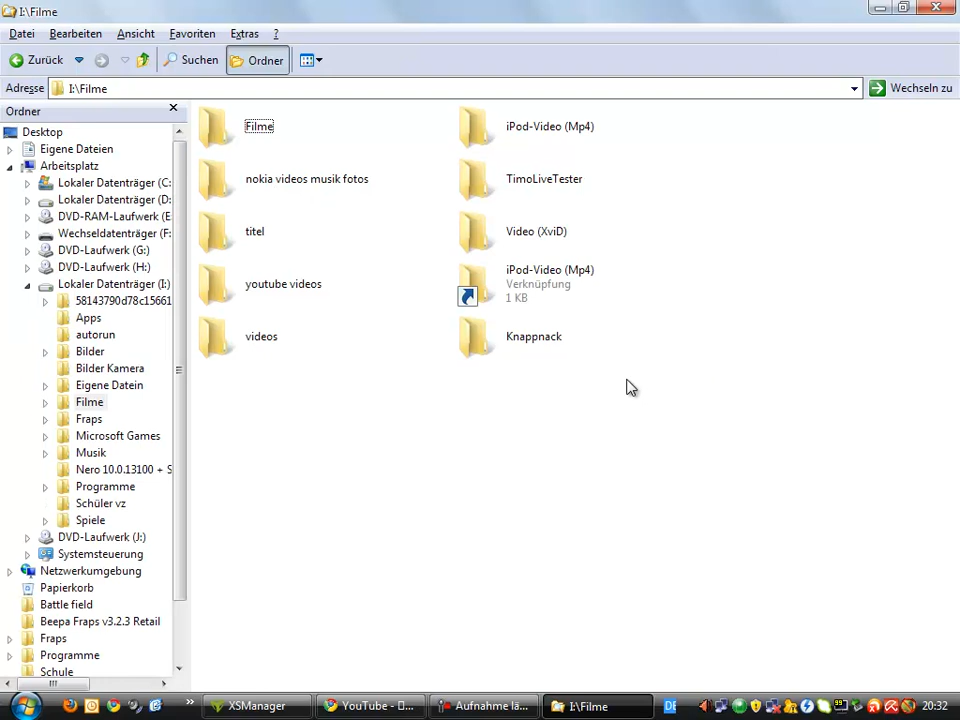 I:\Filme
Datei Bearbeiten Ansicht Favoriten Extras ?
Zurück Suchen Ordner
Adresse I:\Filme Wechseln zu
Ordner
Desktop
Eigene Dateien
Arbeitsplatz
Lokaler Datenträger (C:
Lokaler Datenträger (D:
DVD-RAM-Laufwerk (E
Wechseldatenträger (F:
DVD-Laufwerk (G:)
DVD-Laufwerk (H:)
Lokaler Datenträger (I:)
58143790d78c15661
Apps
autorun
Bilder
Bilder Kamera
Eigene Datein
Filme
Fraps
Microsoft Games
Musik
Nero 10.0.13100 + S
Programme
Schüler vz
Spiele
DVD-Laufwerk (J:)
Systemsteuerung
Netzwerkumgebung
Papierkorb
Battle field
Beepa Fraps v3.2.3 Retail
Fraps
Programme
Schule
Filme
iPod-Video (Mp4)
nokia videos musik fotos
TimoLiveTester
titel
Video (XviD)
youtube videos
iPod-Video (Mp4)
Verknüpfung
1 KB
videos
Knappnack
XSManager YouTube - ... Aufnahme lä... I:\Filme DE 99 20:32